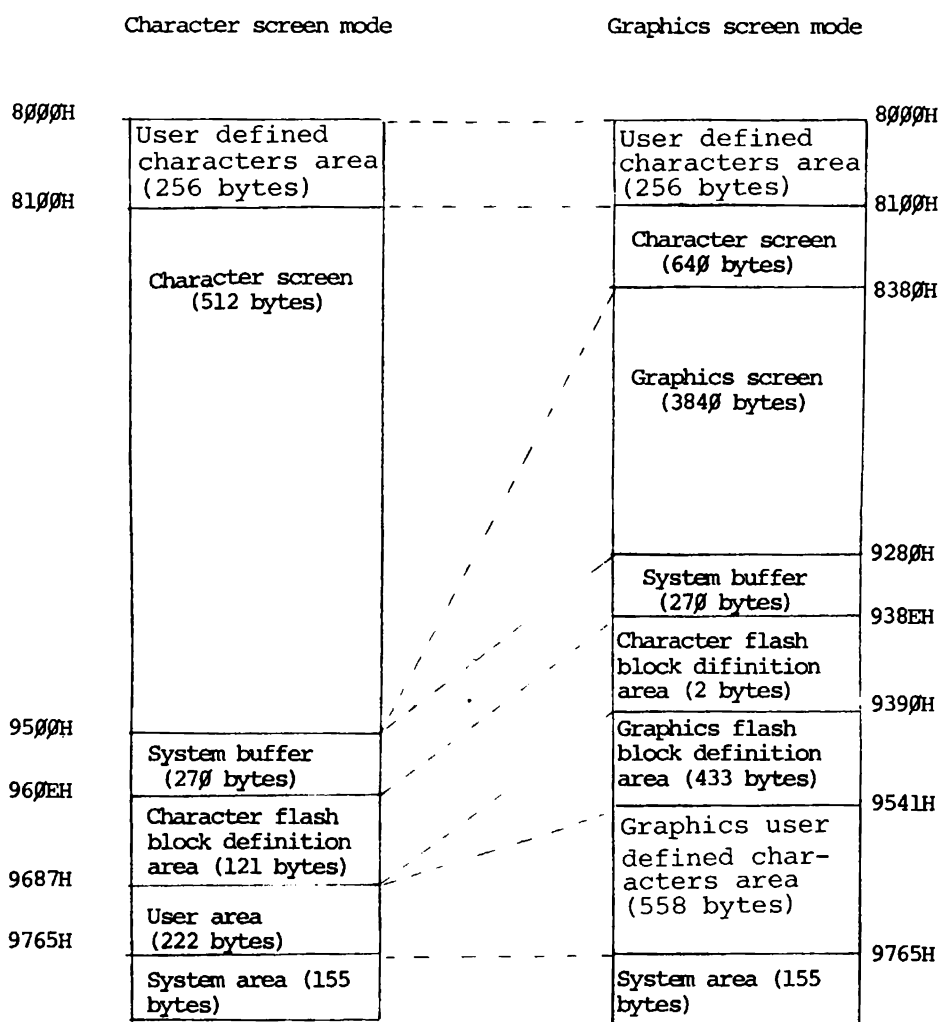 Character screen mode
Graphics screen mode
8000H
User defined
characters area
(256 bytes)
8100H
Character screen
(512 bytes)
9500H
System buffer
(270 bytes)
960EH
Character flash
block definition
area (121 bytes)
9687H
User area
(222 bytes)
9765H
System area (155
bytes)
8000H
User defined
characters area
(256 bytes)
8100H
Character screen
(640 bytes)
8380H
Graphics screen
(3840 bytes)
9280H
System buffer
(270 bytes)
938EH
Character flash
block difinition
area (2 bytes)
9390H
Graphics flash
block definition
area (433 bytes)
9541H
Graphics user
defined char-
acters area
(558 bytes)
9765H
System area (155
bytes)